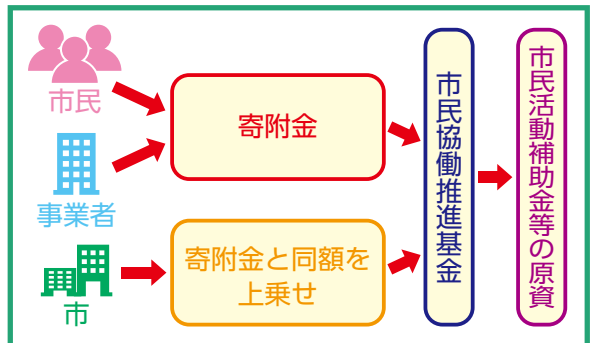 市民
事業者
市
寄附金
寄附金と同額を
上乗せ
市民協働推進基金
市民活動補助金等の原資